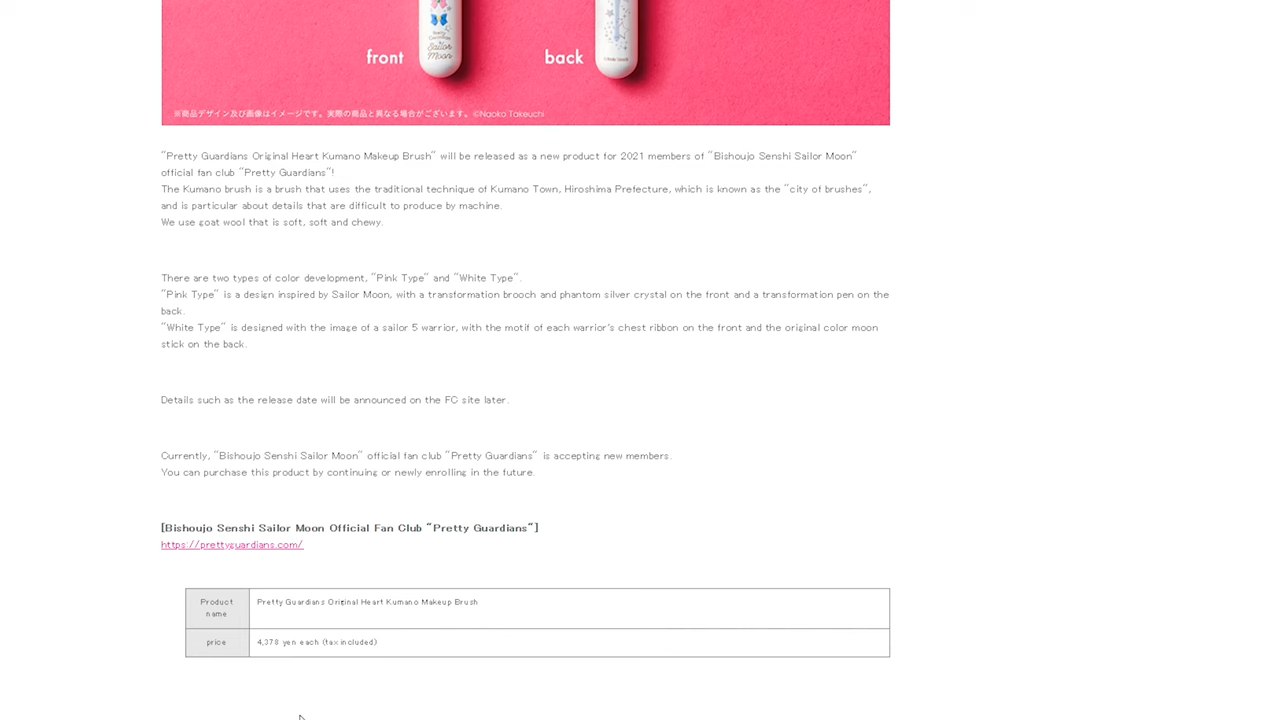 Pretty
Guardian
Sailor
Moon
front
back
※商品デザイン及び画像はイメージです。実際の商品と異なる場合がございます。©Naoko Takeuchi
"Pretty Guardians Original Heart Kumano Makeup Brush" will be released as a new product for 2021 members of "Bishoujo Senshi Sailor Moon"
official fan club "Pretty Guardians"!
The Kumano brush is a brush that uses the traditional technique of Kumano Town, Hiroshima Prefecture, which is known as the "city of brushes",
and is particular about details that are difficult to produce by machine.
We use goat wool that is soft, soft and chewy.
There are two types of color development, "Pink Type" and "White Type".
"Pink Type" is a design inspired by Sailor Moon, with a transformation brooch and phantom silver crystal on the front and a transformation pen on the
back.
"White Type" is designed with the image of a sailor 5 warrior, with the motif of each warrior's chest ribbon on the front and the original color moon
stick on the back.
Details such as the release date will be announced on the FC site later.
Currently, "Bishoujo Senshi Sailor Moon" official fan club "Pretty Guardians" is accepting new members.
You can purchase this product by continuing or newly enrolling in the future.
[Bishoujo Senshi Sailor Moon Official Fan Club "Pretty Guardians"]
https://prettyguardians.com/
Product name
Pretty Guardians Original Heart Kumano Makeup Brush
price
4,378 yen each (tax included)